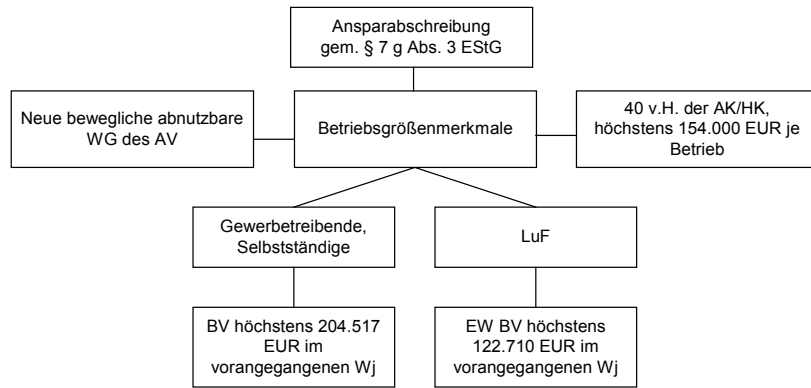 Ansparabschreibung
gem. § 7 g Abs. 3 EStG
Neue bewegliche abnutzbare
WG des AV
Betriebsgrößenmerkmale
40 v.H. der AK/HK,
höchstens 154.000 EUR je
Betrieb
Gewerbetreibende,
Selbstständige
LuF
BV höchstens 204.517
EUR im
vorangegangenen Wj
EW BV höchstens
122.710 EUR im
vorangegangenen Wj